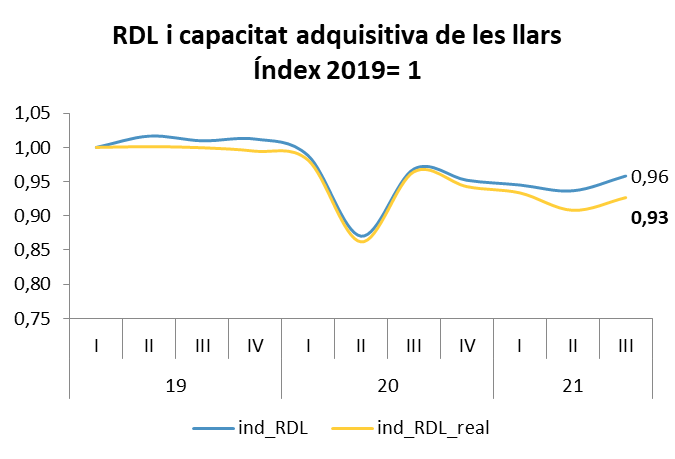 RDL i capacitat adquisitiva de les llars
Índex 2019= 1
1,05
1,00
0,95
0,90
0,85
0,80
0,75
0,96
0,93
I II III IV I II III IV I II III
19 20 21
ind_RDL ind_RDL_real